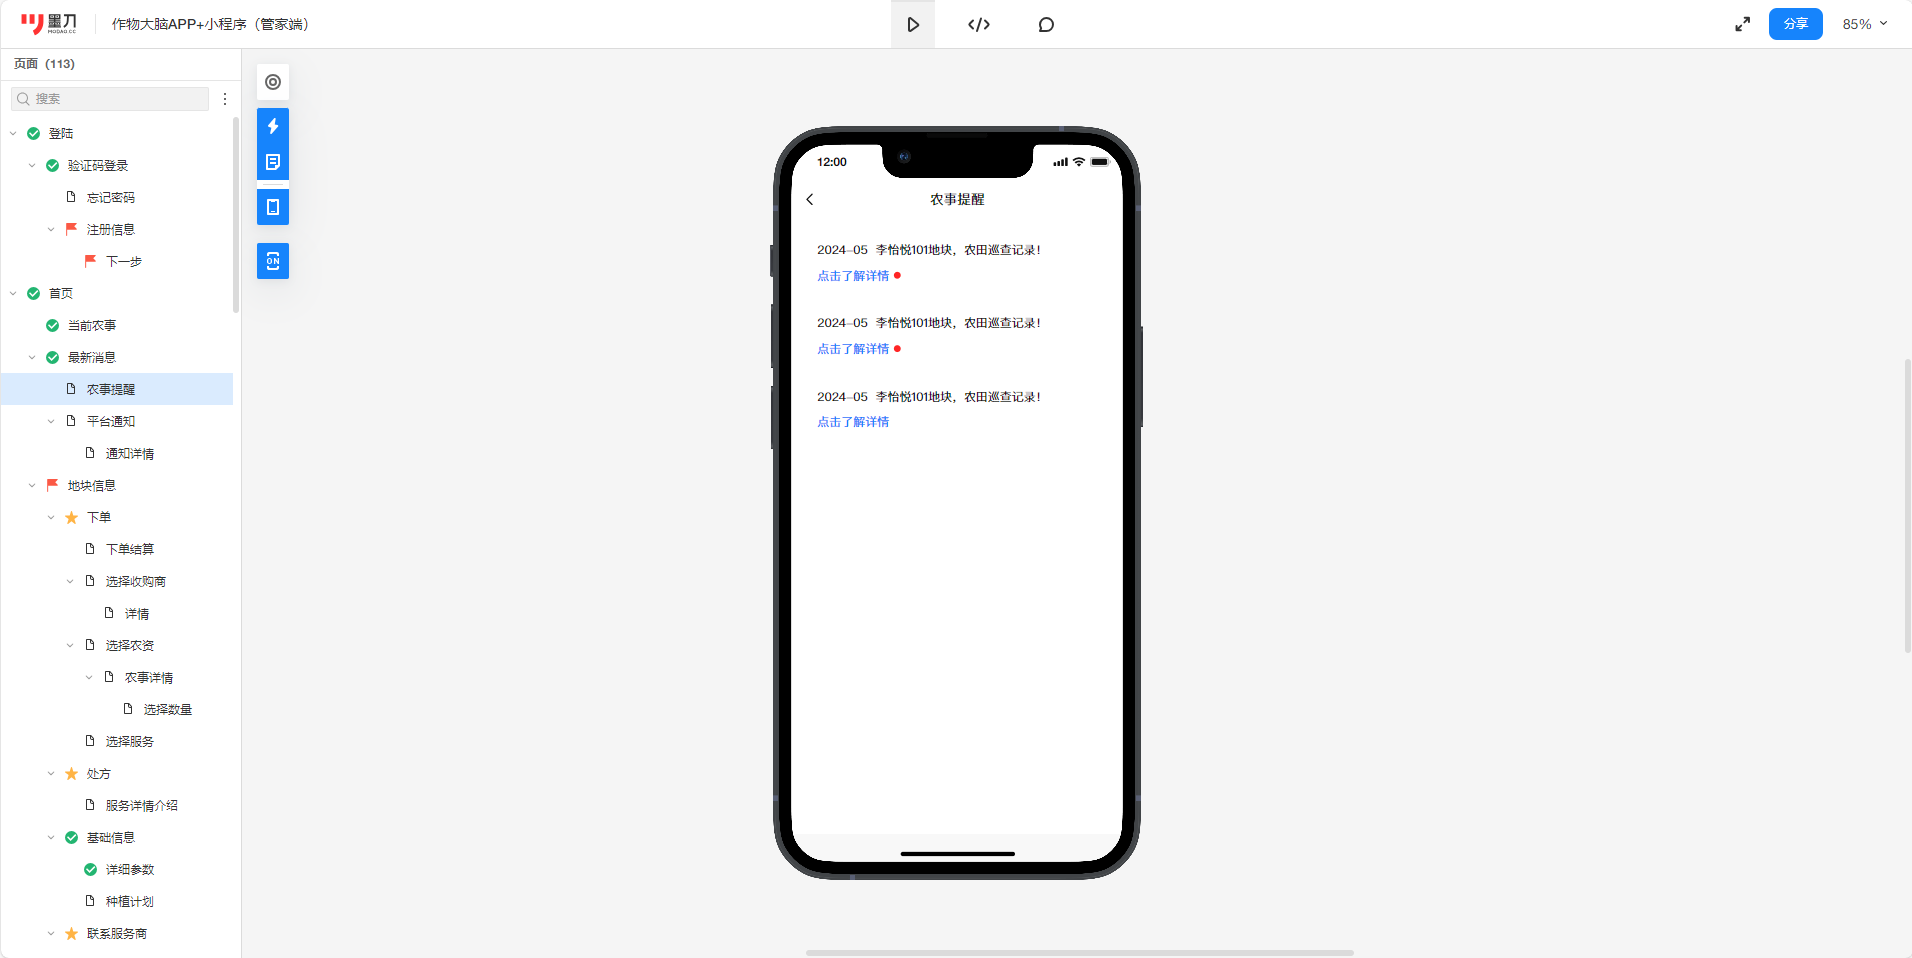 墨刀
MODAO.CC
作物大脑APP+小程序（管家端）
分享
85%
页面（113）
搜索
登陆
验证码登录
忘记密码
注册信息
下一步
首页
当前农事
最新消息
农事提醒
平台通知
通知详情
地块信息
下单
下单结算
选择收购商
详情
选择农资
农事详情
选择数量
选择服务
处方
服务详情介绍
基础信息
详细参数
种植计划
联系服务商
ON
12:00
农事提醒
2024-05 李怡悦101地块，农田巡查记录！
点击了解详情
2024-05 李怡悦101地块，农田巡查记录！
点击了解详情
2024-05 李怡悦101地块，农田巡查记录！
点击了解详情